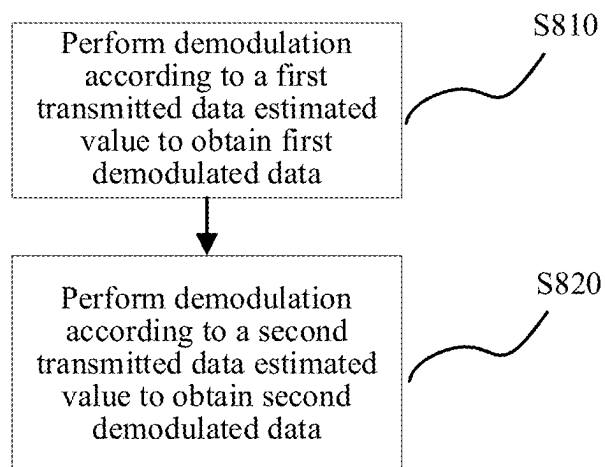 Perform demodulation
according to a first
transmitted data estimated
value to obtain first
demodulated data
S810
Perform demodulation
according to a second
transmitted data estimated
value to obtain second
demodulated data
S820